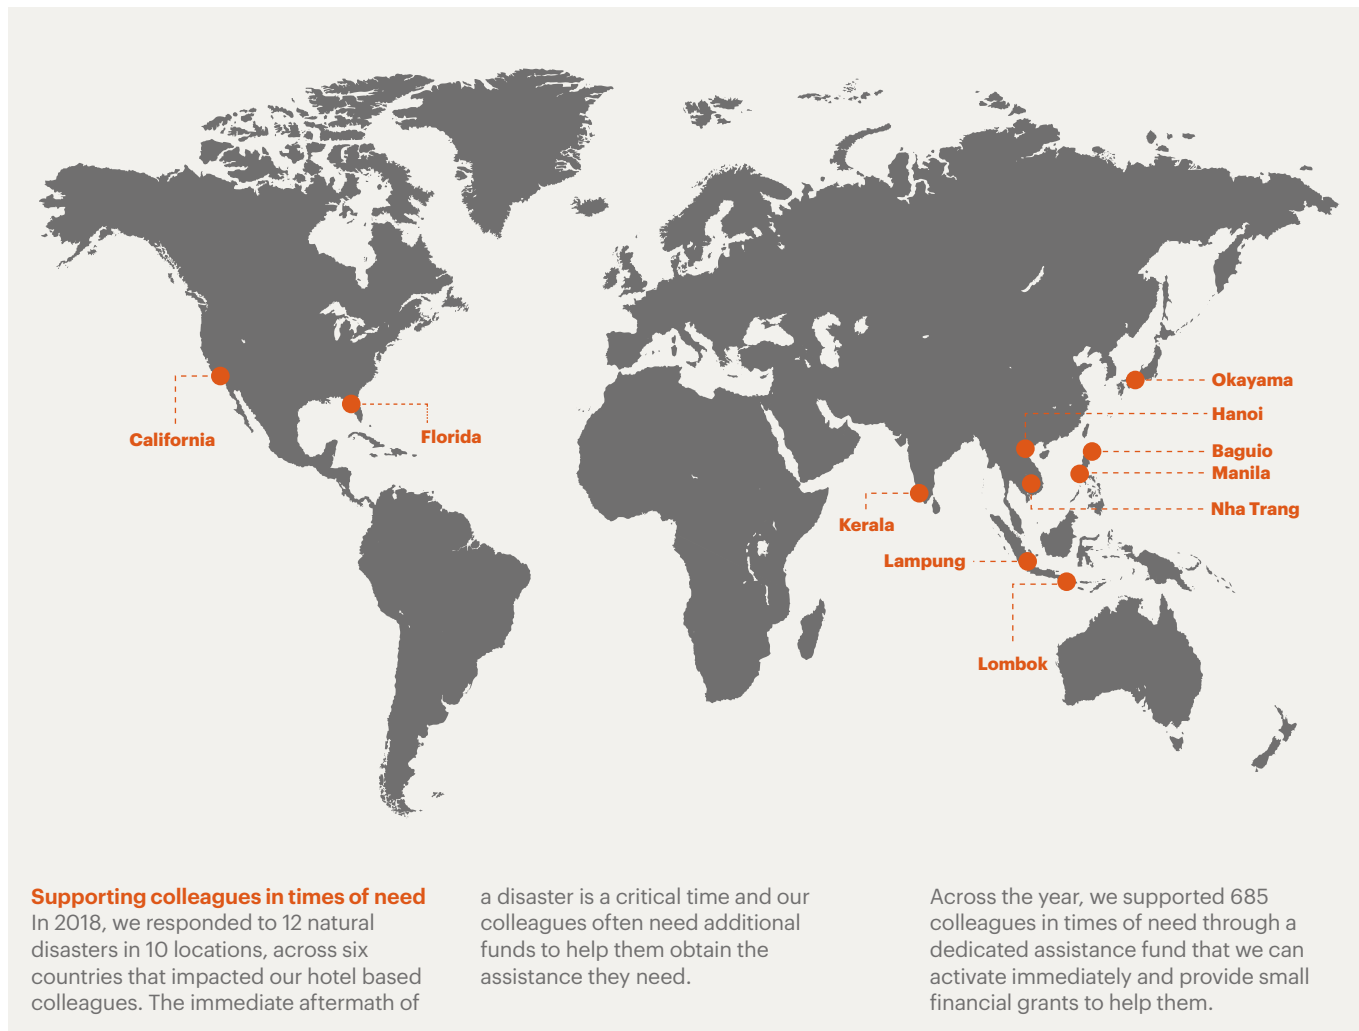 Okayama
Hanoi
California
Florida
Baguio
Manila
Nha Trang
Kerala
Lampung
Lombok
Supporting colleagues in times of need
In 2018, we responded to 12 natural
disasters in 10 locations, across six
countries that impacted our hotel based
colleagues. The immediate aftermath of
a disaster is a critical time and our
colleagues often need additional
funds to help them obtain the
assistance they need.
Across the year, we supported 685
colleagues in times of need through a
dedicated assistance fund that we can
activate immediately and provide small
financial grants to help them.